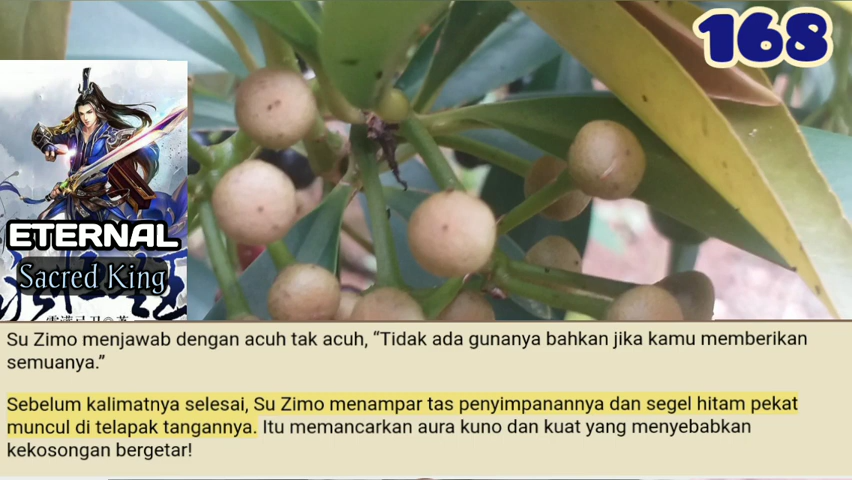 168
ETERNAL
Sacred King
Su Zimo menjawab dengan acuh tak acuh, “Tidak ada gunanya bahkan jika kamu memberikan
semuanya.”
Sebelum kalimatnya selesai, Su Zimo menampar tas penyimpanannya dan segel hitam pekat
muncul di telapak tangannya. Itu memancarkan aura kuno dan kuat yang menyebabkan
kekosongan bergetar!